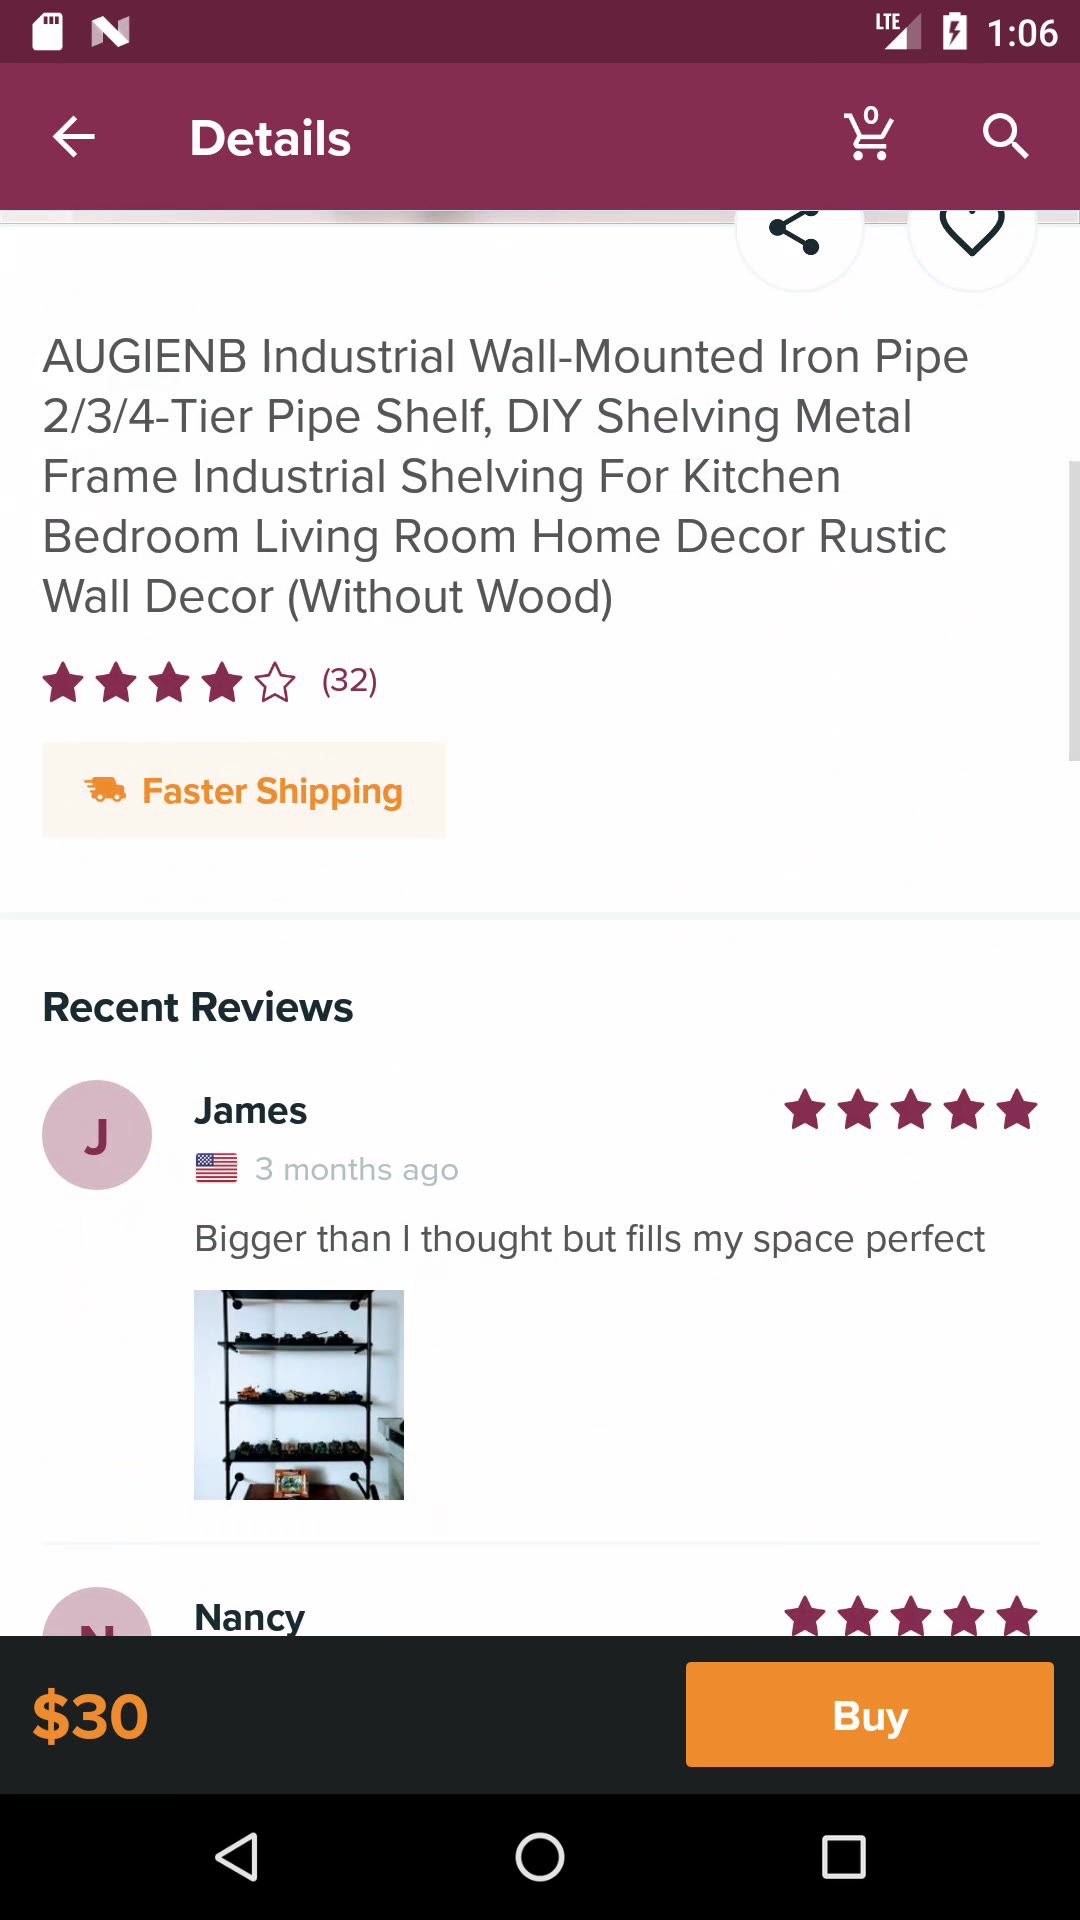 LTE 1:06
Details 0
AUGIENB Industrial Wall-Mounted Iron Pipe
2/3/4-Tier Pipe Shelf, DIY Shelving Metal
Frame Industrial Shelving For Kitchen
Bedroom Living Room Home Decor Rustic
Wall Decor (Without Wood)
(32)
Faster Shipping
Recent Reviews
J James
3 months ago
Bigger than I thought but fills my space perfect
N Nancy
$30 Buy